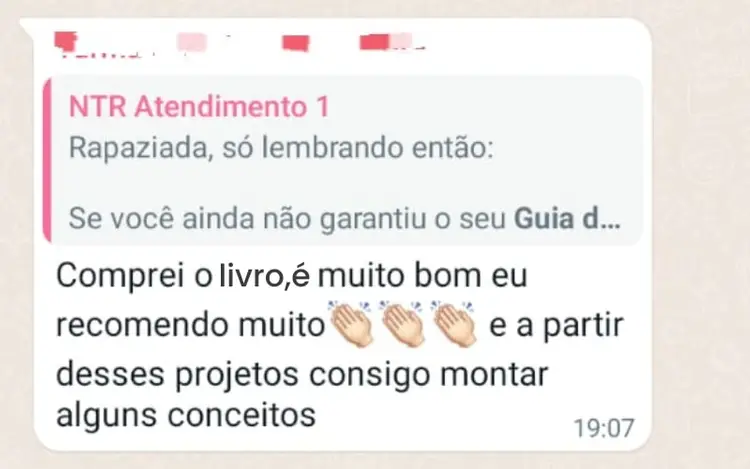 NTR Atendimento 1
Rapaziada, só lembrando então:
Se você ainda não garantiu o seu Guia d...
Comprei o livro,é muito bom eu
recomendo muito👏🏻👏🏻👏🏻 e a partir
desses projetos consigo montar
alguns conceitos
19:07